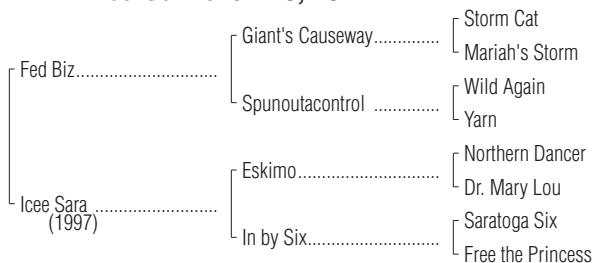 Storm Cat
Giant's Causeway..............
Mariah's Storm
Fed Biz..............................
Wild Again
Spunoutacontrol ..............
Yarn
Northern Dancer
Eskimo..............................
Dr. Mary Lou
Icee Sara ..........................
(1997)
Saratoga Six
In by Six............................
Free the Princess